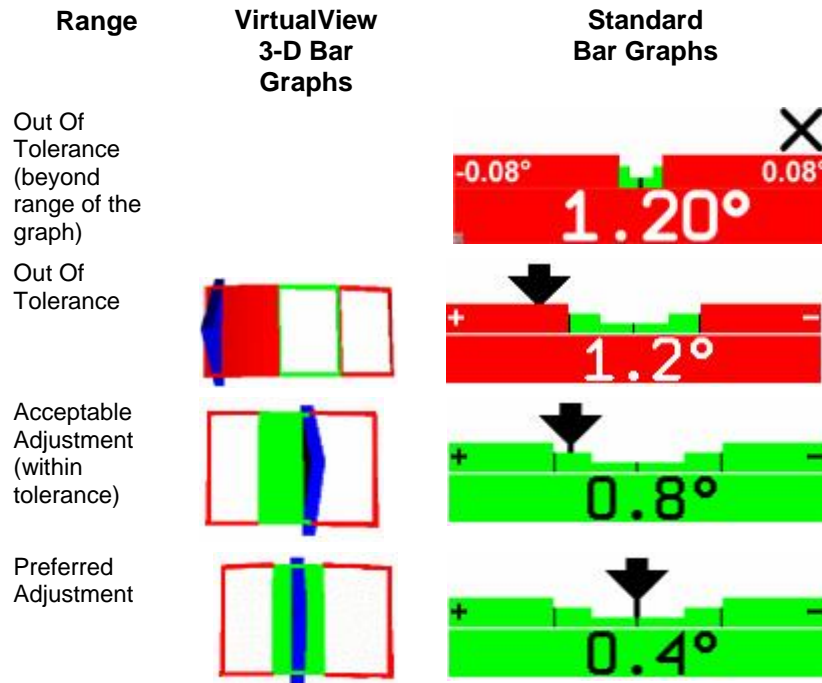 Range
VirtualView
3-D Bar
Graphs
Standard
Bar Graphs
Out Of
Tolerance
(beyond
range of the
graph)
-0.08° 0.08°
1.20°
Out Of
Tolerance
+ −
1.2°
Acceptable
Adjustment
(within
tolerance)
+ −
0.8°
Preferred
Adjustment
+ −
0.4°